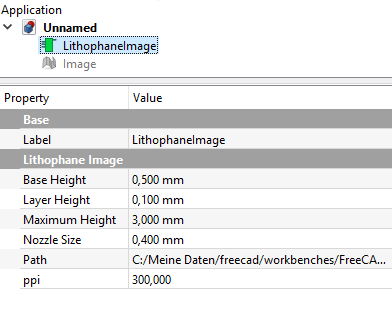 Application
Unnamed
LithophaneImage
Image
Property Value
Base
Label LithophaneImage
Lithophane Image
Base Height 0,500 mm
Layer Height 0,100 mm
Maximum Height 3,000 mm
Nozzle Size 0,400 mm
Path C:/Meine Daten/freecad/workbenches/FreeCA...
ppi 300,000